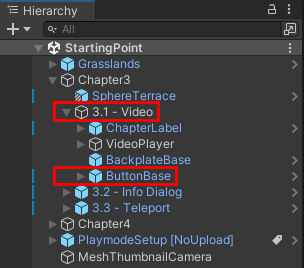 Hierarchy
All
StartingPoint
Grasslands
Chapter3
SphereTerrace
3.1 - Video
ChapterLabel
VideoPlayer
BackplateBase
ButtonBase
3.2 - Info Dialog
3.3 - Teleport
Chapter4
PlaymodeSetup [NoUpload]
MeshThumbnailCamera